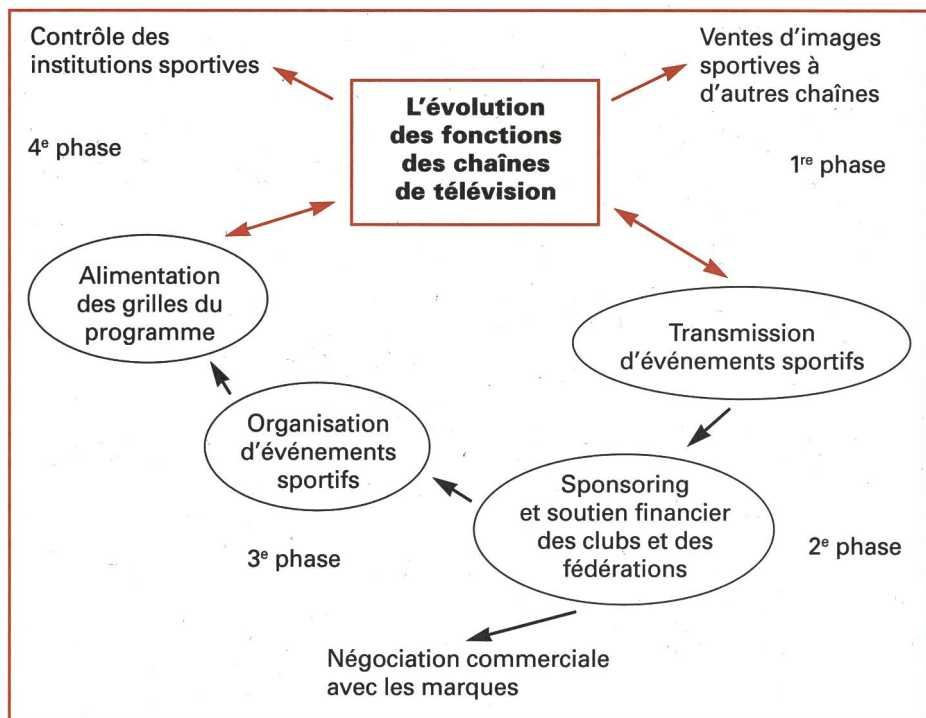 Contrôle des
institutions sportives
4e phase
L'évolution
des fonctions
des chaînes
de télévision
Ventes d'images
sportives à
d'autres chaînes
1re phase
Alimentation
des grilles du
programme
Transmission
d'événements sportifs
Organisation
d'événements
sportifs
3e phase
Sponsoring
et soutien financier
des clubs et des
fédérations
2e phase
Négociation commerciale
avec les marques